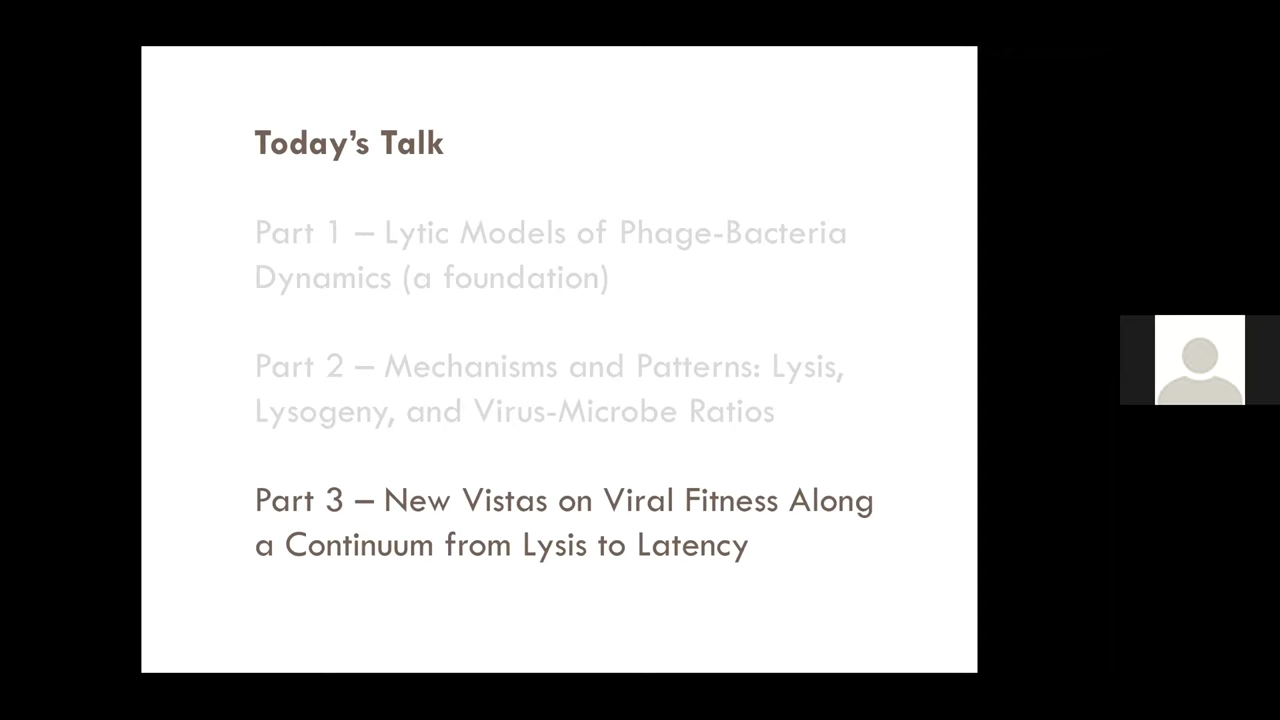 Today’s Talk
Part 1 – Lytic Models of Phage-Bacteria
Dynamics (a foundation)
Part 2 – Mechanisms and Patterns: Lysis,
Lysogeny, and Virus-Microbe Ratios
Part 3 – New Vistas on Viral Fitness Along
a Continuum from Lysis to Latency